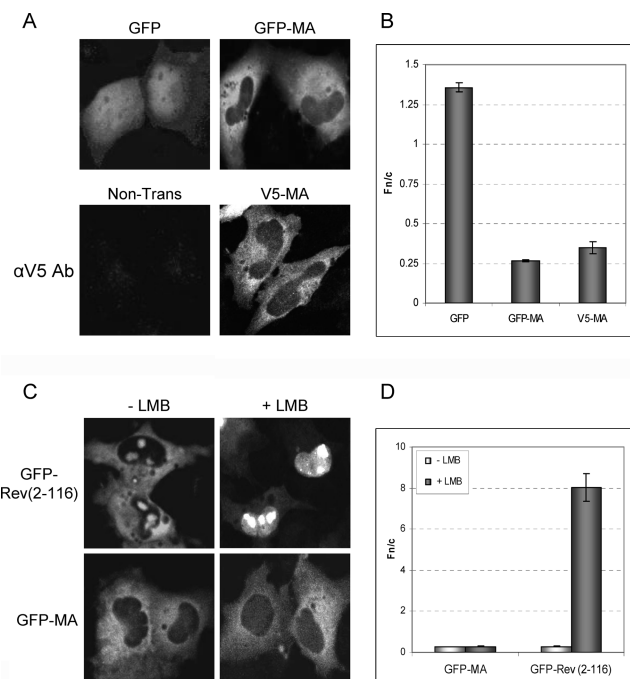 A
GFP
GFP-MA
Non-Trans
V5-MA
αV5 Ab
B
1.5
1.25
1
0.75
0.5
0.25
0
Fn/c
GFP
GFP-MA
V5-MA
C
- LMB
+ LMB
GFP-
Rev(2-116)
GFP-MA
D
10
8
6
4
2
0
Fn/c
- LMB
+ LMB
GFP-MA
GFP-Rev (2-116)